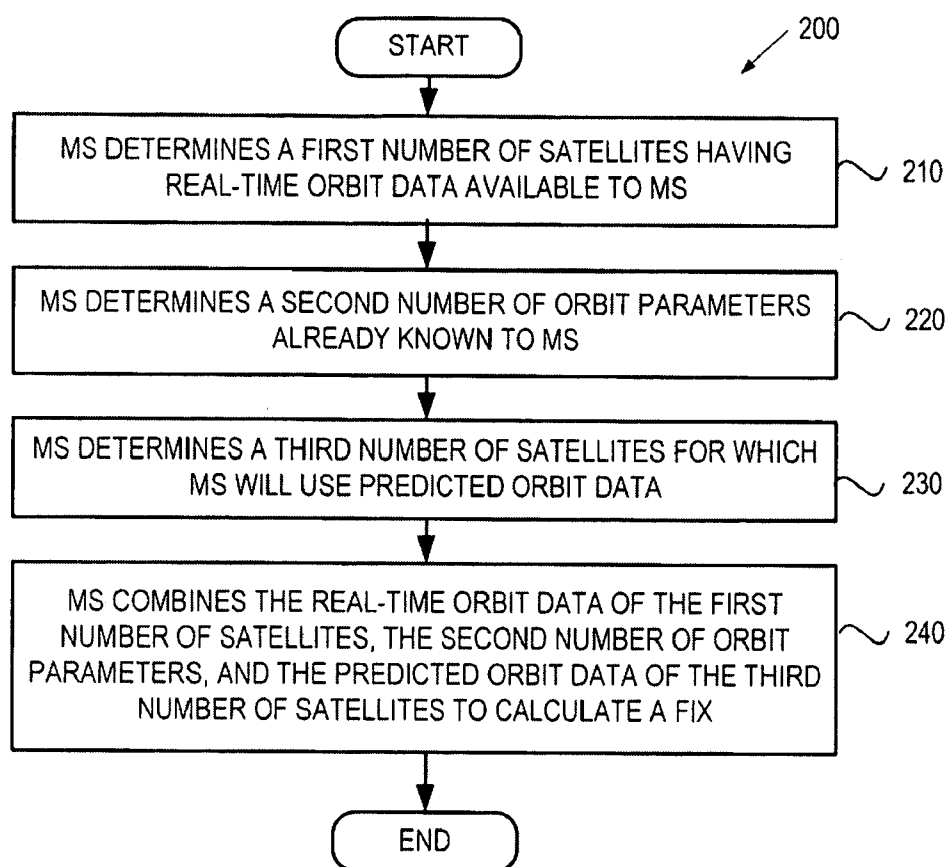 START
200
MS DETERMINES A FIRST NUMBER OF SATELLITES HAVING
REAL-TIME ORBIT DATA AVAILABLE TO MS
210
MS DETERMINES A SECOND NUMBER OF ORBIT PARAMETERS
ALREADY KNOWN TO MS
220
MS DETERMINES A THIRD NUMBER OF SATELLITES FOR WHICH
MS WILL USE PREDICTED ORBIT DATA
230
MS COMBINES THE REAL-TIME ORBIT DATA OF THE FIRST
NUMBER OF SATELLITES, THE SECOND NUMBER OF ORBIT
PARAMETERS, AND THE PREDICTED ORBIT DATA OF THE THIRD
NUMBER OF SATELLITES TO CALCULATE A FIX
240
END